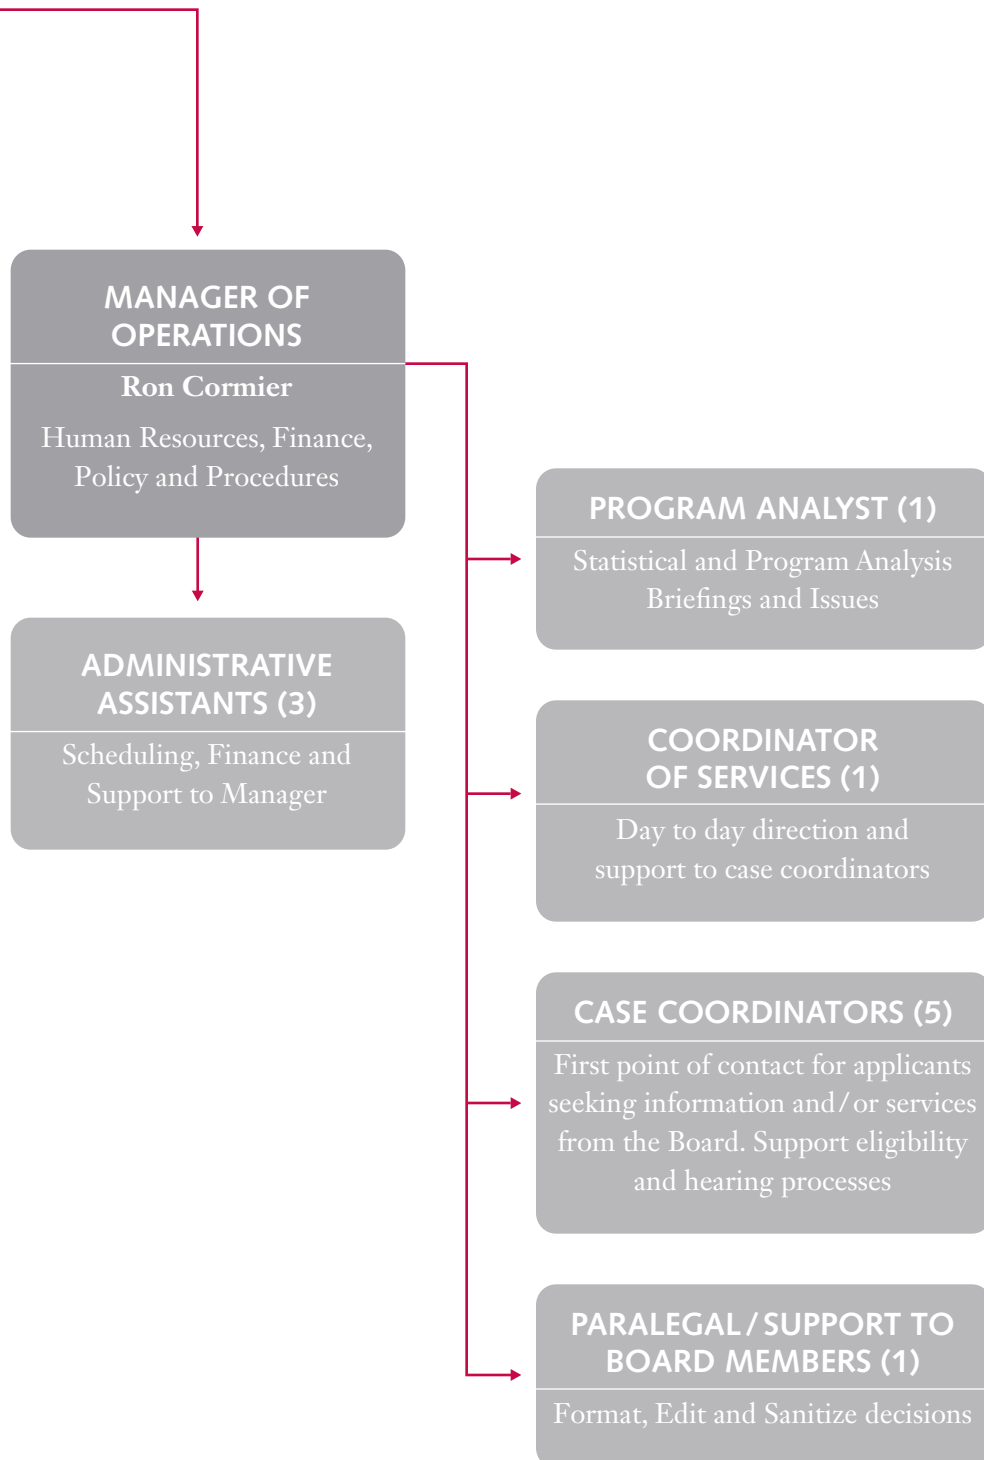 MANAGER OF
OPERATIONS
Ron Cormier
Human Resources, Finance,
Policy and Procedures
ADMINISTRATIVE
ASSISTANTS (3)
Scheduling, Finance and
Support to Manager
PROGRAM ANALYST (1)
Statistical and Program Analysis
Briefings and Issues
COORDINATOR
OF SERVICES (1)
Day to day direction and
support to case coordinators
CASE COORDINATORS (5)
First point of contact for applicants
seeking information and/or services
from the Board. Support eligibility
and hearing processes
PARALEGAL/SUPPORT TO
BOARD MEMBERS (1)
Format, Edit and Sanitize decisions